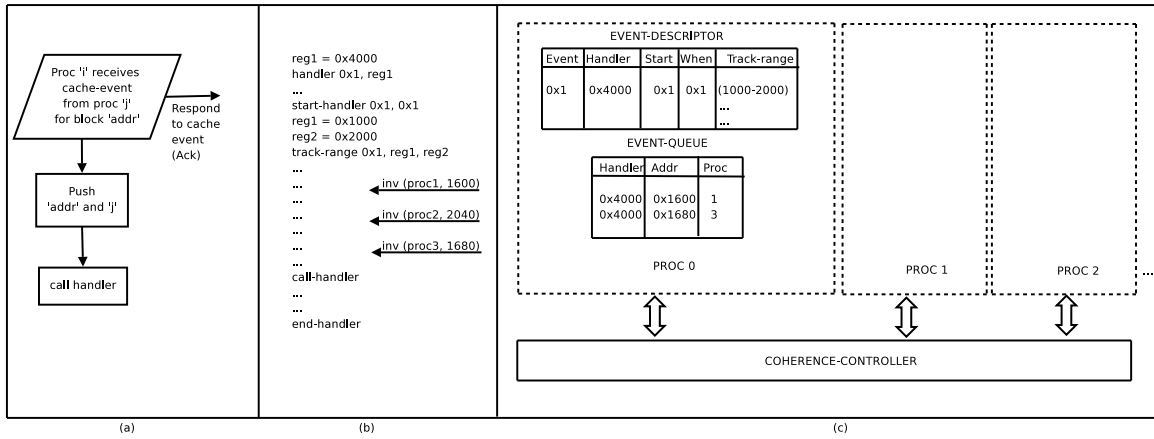 Proc 'i' receives
cache-event
from proc 'j'
for block 'addr'
Respond
to cache
event
(Ack)
Push
'addr' and 'j'
call handler
(a)
reg1 = 0x4000
handler 0x1, reg1
...
start-handler 0x1, 0x1
reg1 = 0x1000
reg2 = 0x2000
track-range 0x1, reg1, reg2
...
... inv (proc1, 1600)
...
... inv (proc2, 2040)
...
... inv (proc3, 1680)
...
call-handler
...
...
end-handler
(b)
EVENT-DESCRIPTOR
Event Handler Start When Track-range
0x1 0x4000 0x1 0x1 (1000-2000)
...
...
EVENT-QUEUE
Handler Addr Proc
0x4000 0x1600 1
0x4000 0x1680 3
PROC 0
PROC 1
PROC 2
...
COHERENCE-CONTROLLER
(c)